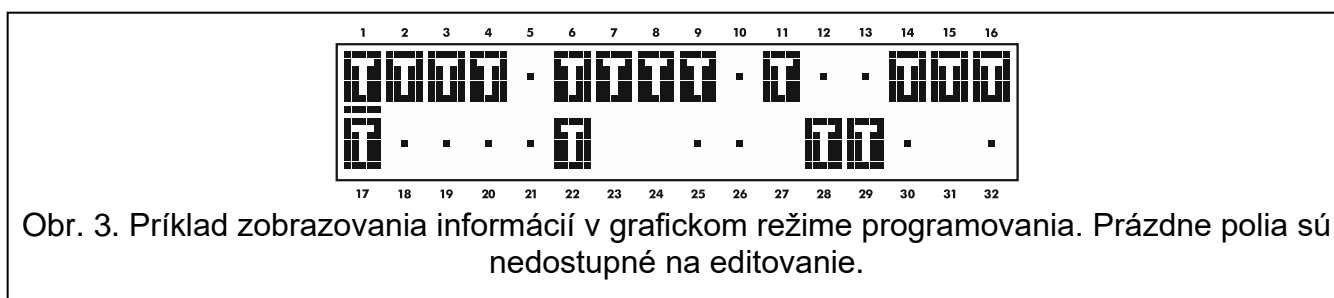 1 2 3 4 5 6 7 8 9 10 11 12 13 14 15 16
17 18 19 20 21 22 23 24 25 26 27 28 29 30 31 32
Obr. 3. Príklad zobrazovania informácií v grafickom režime programovania. Prázdne polia sú
nedostupné na editovanie.